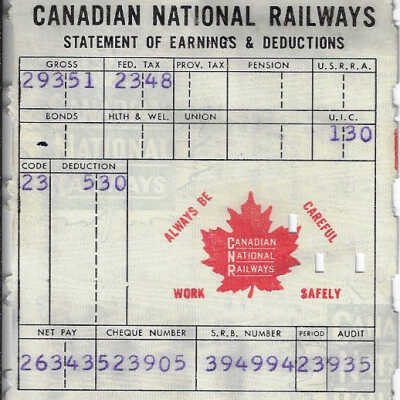 CANADIAN NATIONAL RAILWAYS
STATEMENT OF EARNINGS & DEDUCTIONS
GROSS FED. TAX PROV. TAX PENSION U.S.R.R.A.
29351 2348
BONDS HLTH & WEL. UNION U.I.C.
130
CODE DEDUCTION
23 530
ALWAYS BE CAREFUL
CANADIAN
NATIONAL
RAILWAYS
WORK SAFELY
NET PAY CHEQUE NUMBER S.R.B. NUMBER PERIOD AUDIT
26343 523905 394994 23 935